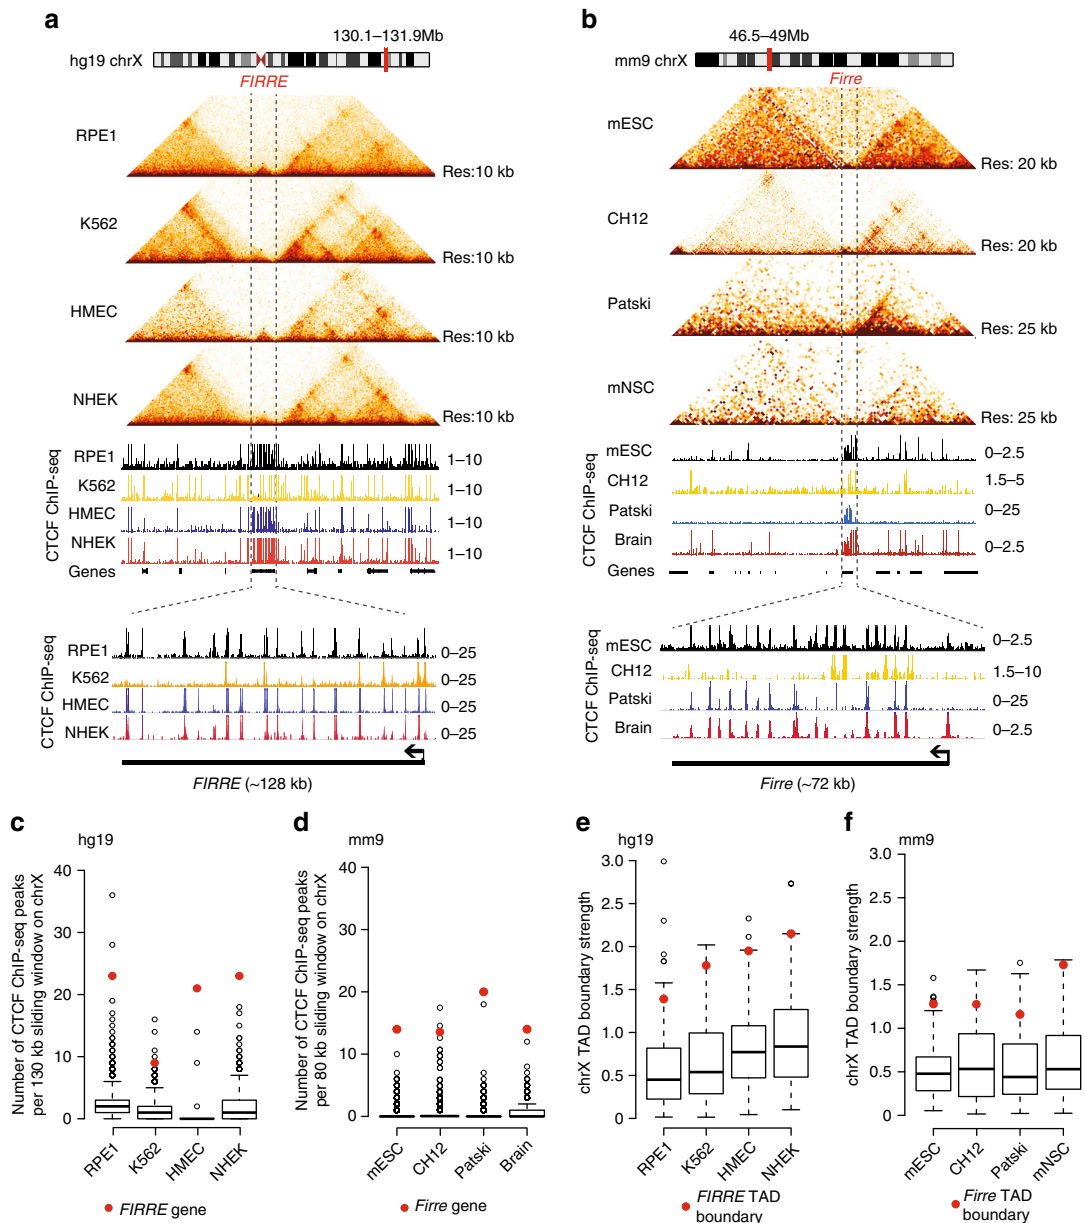 a
130.1–131.9Mb
hg19 chrX
FIRRE
RPE1
Res:10 kb
K562
Res:10 kb
HMEC
Res:10 kb
NHEK
Res:10 kb
CTCF ChIP-seq
RPE1
1–10
K562
1–10
HMEC
1–10
NHEK
1–10
Genes
CTCF ChIP-seq
RPE1
0–25
K562
0–25
HMEC
0–25
NHEK
0–25
FIRRE (~128 kb)
b
46.5–49Mb
mm9 chrX
Firre
mESC
Res: 20 kb
CH12
Res: 20 kb
Patski
Res: 25 kb
mNSC
Res: 25 kb
CTCF ChIP-seq
mESC
0–2.5
CH12
1.5–5
Patski
0–25
Brain
0–2.5
Genes
CTCF ChIP-seq
mESC
0–2.5
CH12
1.5–10
Patski
0–25
Brain
0–2.5
Firre (~72 kb)
c
hg19
Number of CTCF ChIP-seq peaks
per 130 kb sliding window on chrX
40
30
20
10
0
RPE1
K562
HMEC
NHEK
FIRRE gene
d
mm9
Number of CTCF ChIP-seq peaks
per 80 kb sliding window on chrX
40
30
20
10
0
mESC
CH12
Patski
Brain
Firre gene
e
hg19
chrX TAD boundary strength
3.0
2.5
2.0
1.5
1.0
0.5
0
RPE1
K562
HMEC
NHEK
FIRRE TAD
boundary
f
mm9
chrX TAD boundary strength
3.0
2.5
2.0
1.5
1.0
0.5
0
mESC
CH12
Patski
mNSC
Firre TAD
boundary